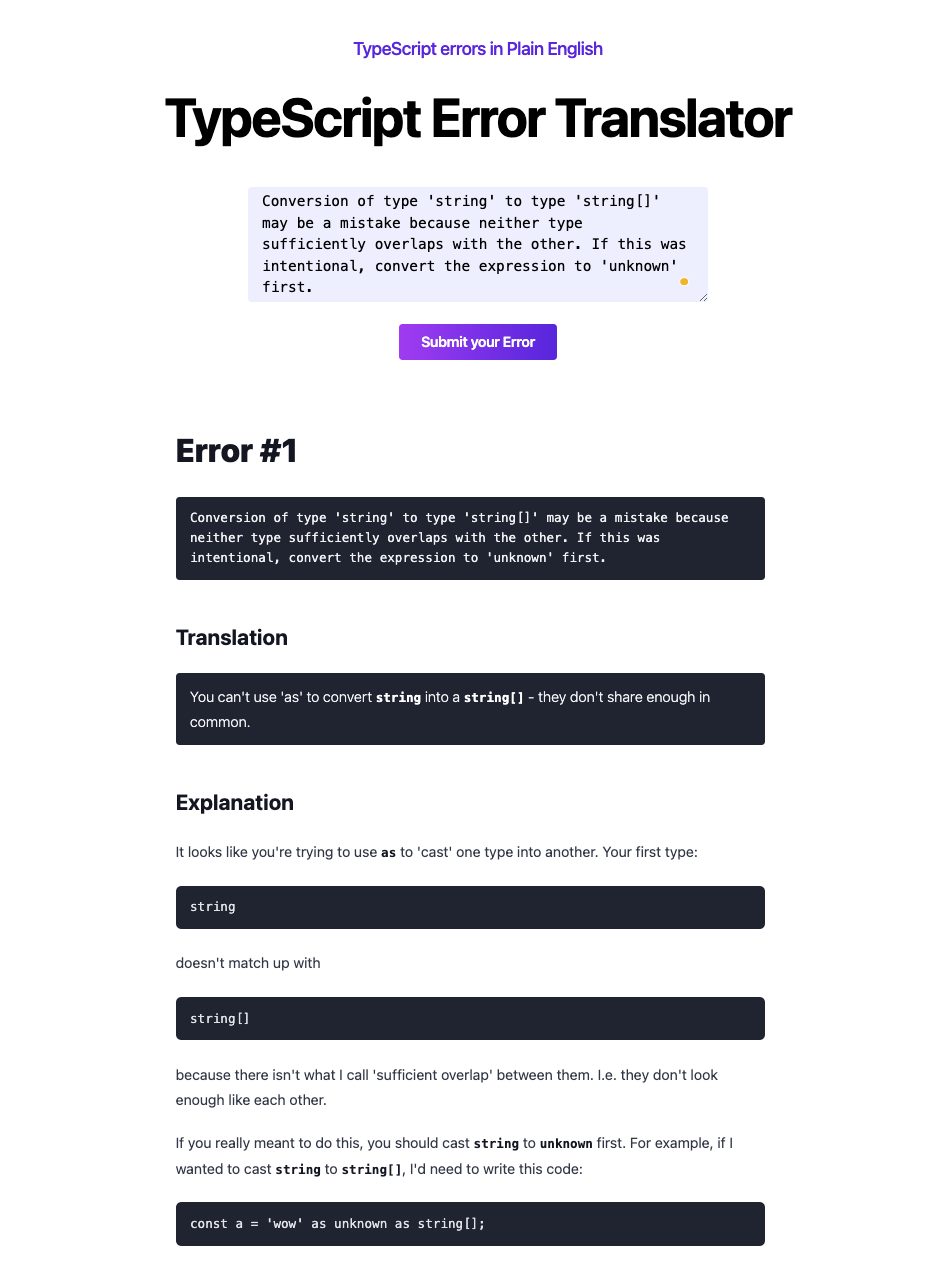 TypeScript errors in Plain English
TypeScript Error Translator
Conversion of type 'string' to type 'string[]'
may be a mistake because neither type
sufficiently overlaps with the other. If this was
intentional, convert the expression to 'unknown'
first.
Submit your Error
Error #1
Conversion of type 'string' to type 'string[]' may be a mistake because
neither type sufficiently overlaps with the other. If this was
intentional, convert the expression to 'unknown' first.
Translation
You can't use 'as' to convert string into a string[] - they don't share enough in
common.
Explanation
It looks like you're trying to use as to 'cast' one type into another. Your first type:
string
doesn't match up with
string[]
because there isn't what I call 'sufficient overlap' between them. I.e. they don't look
enough like each other.
If you really meant to do this, you should cast string to unknown first. For example, if I
wanted to cast string to string[], I'd need to write this code:
const a = 'wow' as unknown as string[];